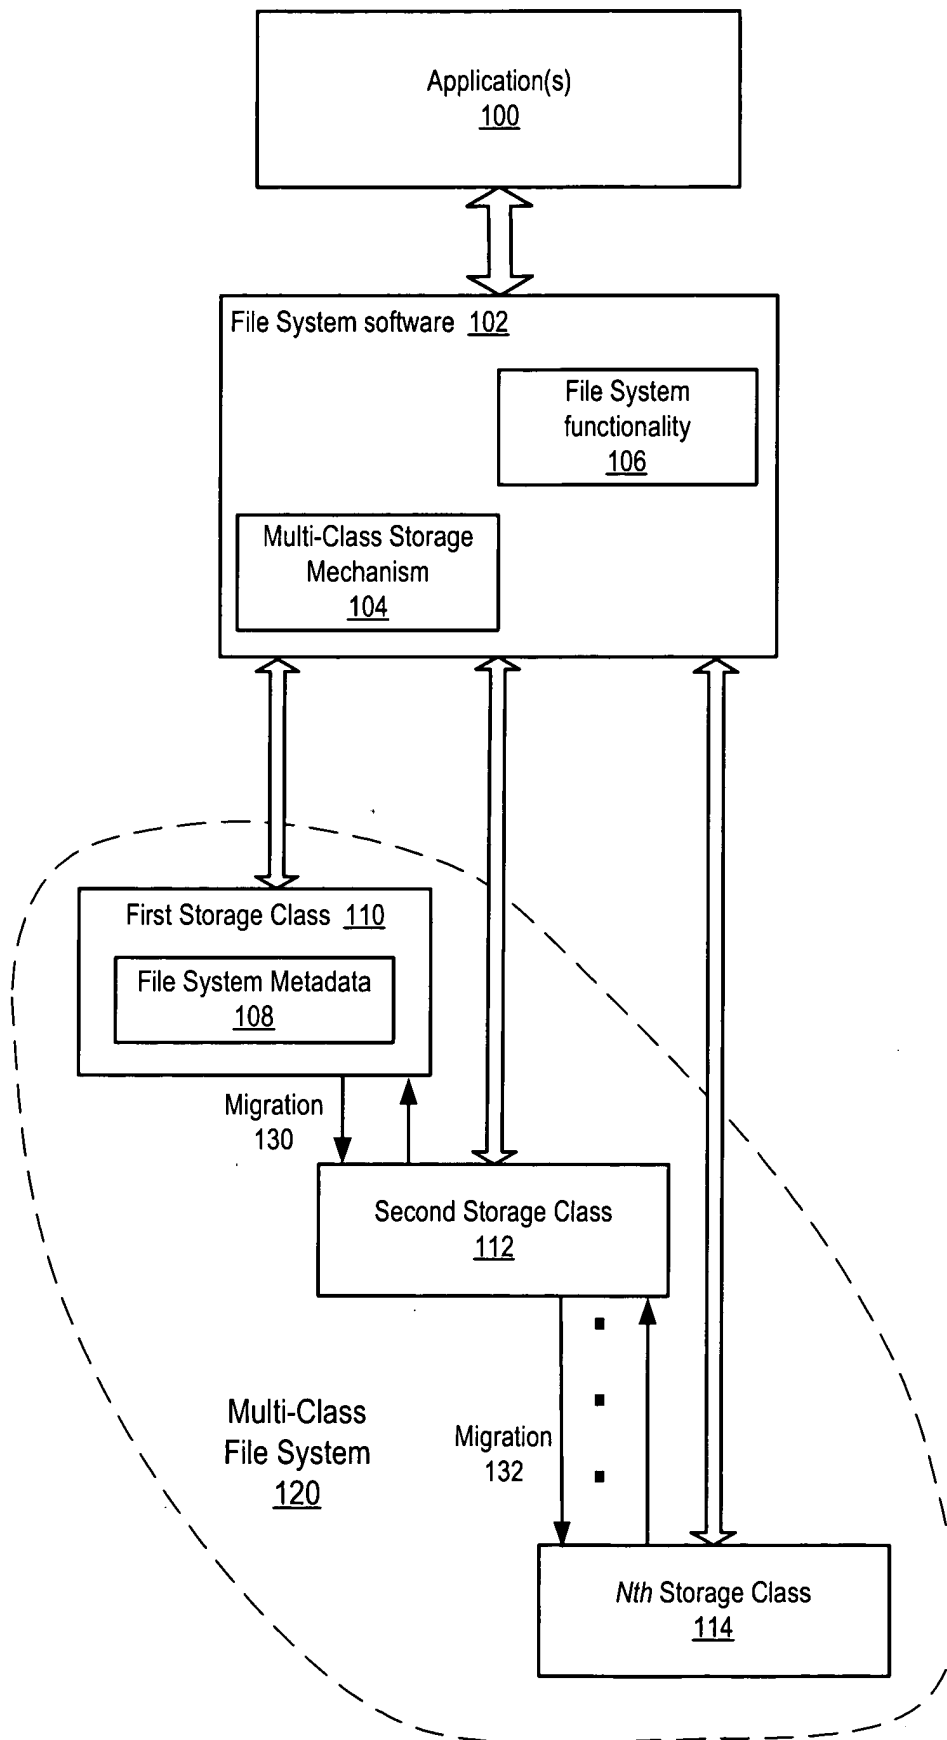 Application(s)
100
File System software 102
File System
functionality
106
Multi-Class Storage
Mechanism
104
First Storage Class 110
File System Metadata
108
Migration
130
Second Storage Class
112
Multi-Class
File System
120
Migration
132
Nth Storage Class
114